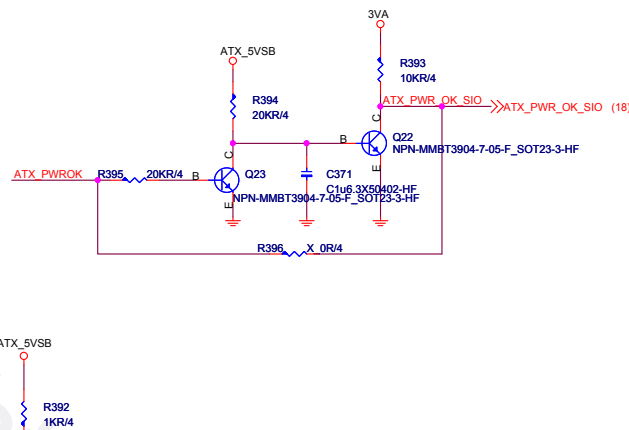 3VA
ATX_5VSB
R393
10KR/4
R394
20KR/4
ATX_PWR_OK_SIO
ATX_PWR_OK_SIO (18)
C
B
Q22
NPN-MMBT3904-7-05-F_SOT23-3-HF
E
C
ATX_PWROK
R395
20KR/4
B
Q23
NPN-MMBT3904-7-05-F_SOT23-3-HF
E
C371
C1u6.3X50402-HF
R396
X_0R/4
ATX_5VSB
R392
1KR/4